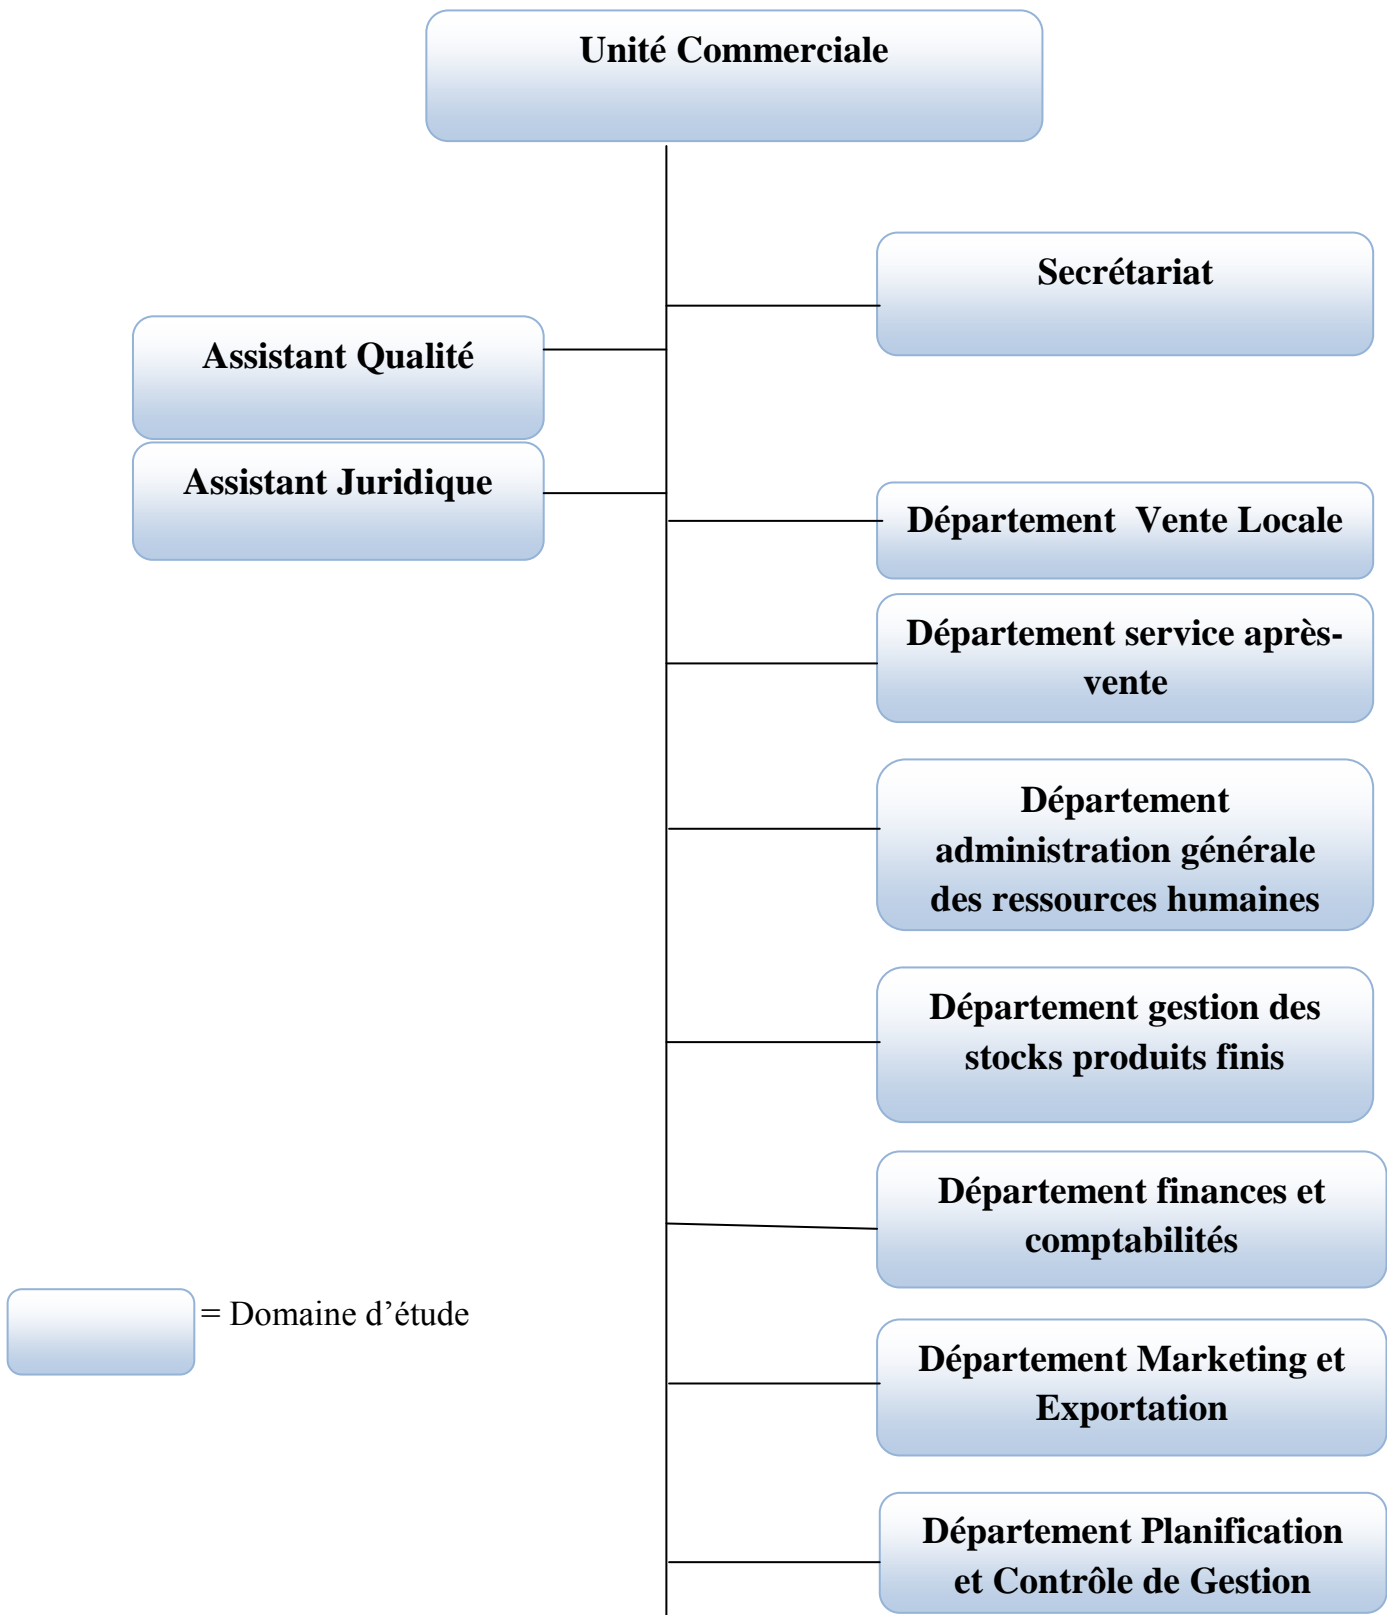 Unité Commerciale
Secrétariat
Assistant Qualité
Assistant Juridique
Département  Vente Locale
Département service après-
vente
Département
administration générale
des ressources humaines
Département gestion des
stocks produits finis
Département finances et
comptabilités
= Domaine d’étude
Département Marketing et
Exportation
Département Planification
et Contrôle de Gestion